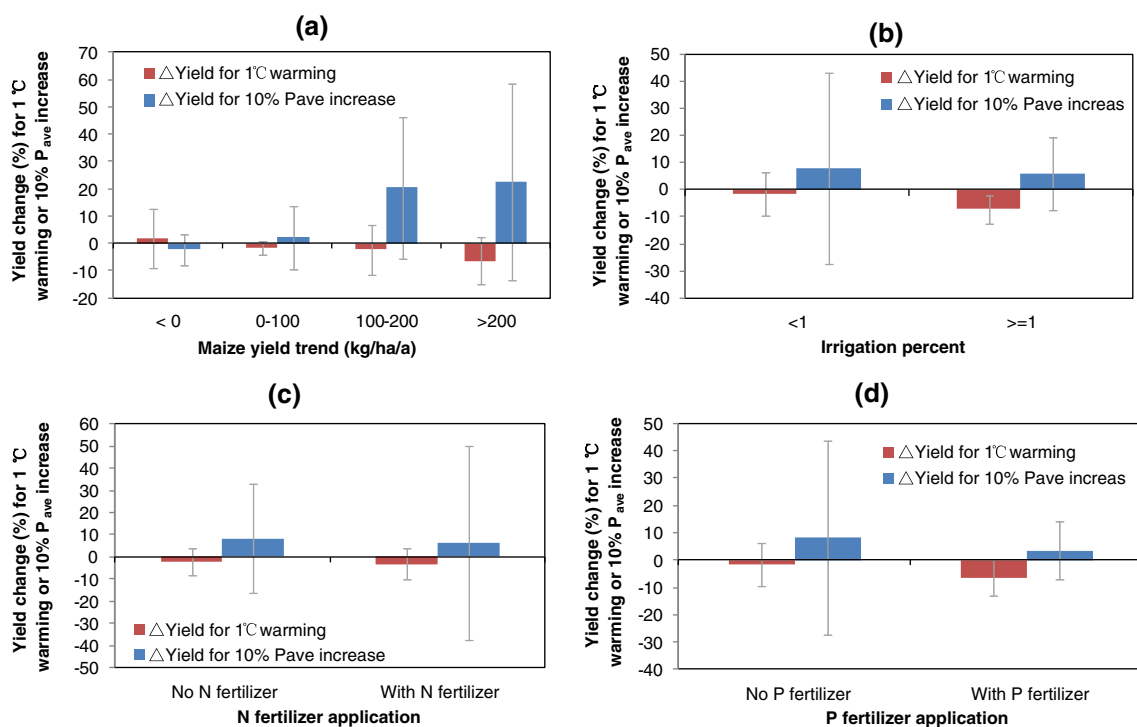 (a)
Yield change (%) for 1 ℃
warming or 10% Pave increase
70
60
50
40
30
20
10
0
-10
-20
△Yield for 1℃ warming
△Yield for 10% Pave increase
< 0
0-100
100-200
>200
Maize yield trend (kg/ha/a)
(b)
Yield change (%) for 1 ℃
warming or 10% Pave increase
50
40
30
20
10
0
-10
-20
-30
-40
△Yield for 1℃ warming
△Yield for 10% Pave increas
<1
>=1
Irrigation percent
(c)
Yield change (%) for 1 ℃
warming or 10% Pave increase
60
50
40
30
20
10
0
-10
-20
-30
-40
-50
△Yield for 1℃ warming
△Yield for 10% Pave increase
No N fertilizer
With N fertilizer
N fertilizer application
(d)
Yield change (%) for 1 ℃
warming or 10% Pave increase
50
40
30
20
10
0
-10
-20
-30
-40
△Yield for 1℃ warming
△Yield for 10% Pave increas
No P fertilizer
With P fertilizer
P fertilizer application